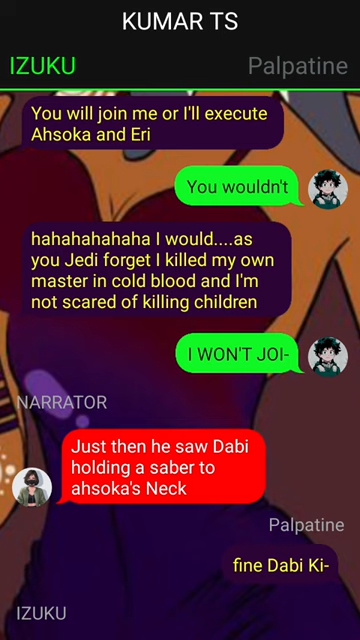 KUMAR TS
IZUKU Palpatine
You will join me or I'll execute
Ahsoka and Eri
You wouldn't
hahahahahaha I would....as
you Jedi forget I killed my own
master in cold blood and I'm
not scared of killing children
I WON'T JOI-
NARRATOR
Just then he saw Dabi
holding a saber to
ahsoka's Neck
Palpatine
fine Dabi Ki-
IZUKU